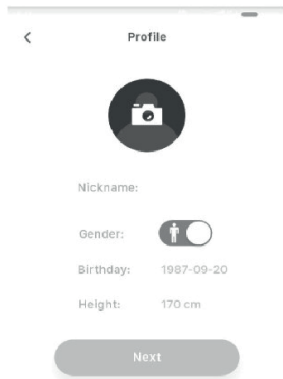 Profile
Nickname:
Gender:
Birthday: 1987-09-20
Height: 170 cm
Next